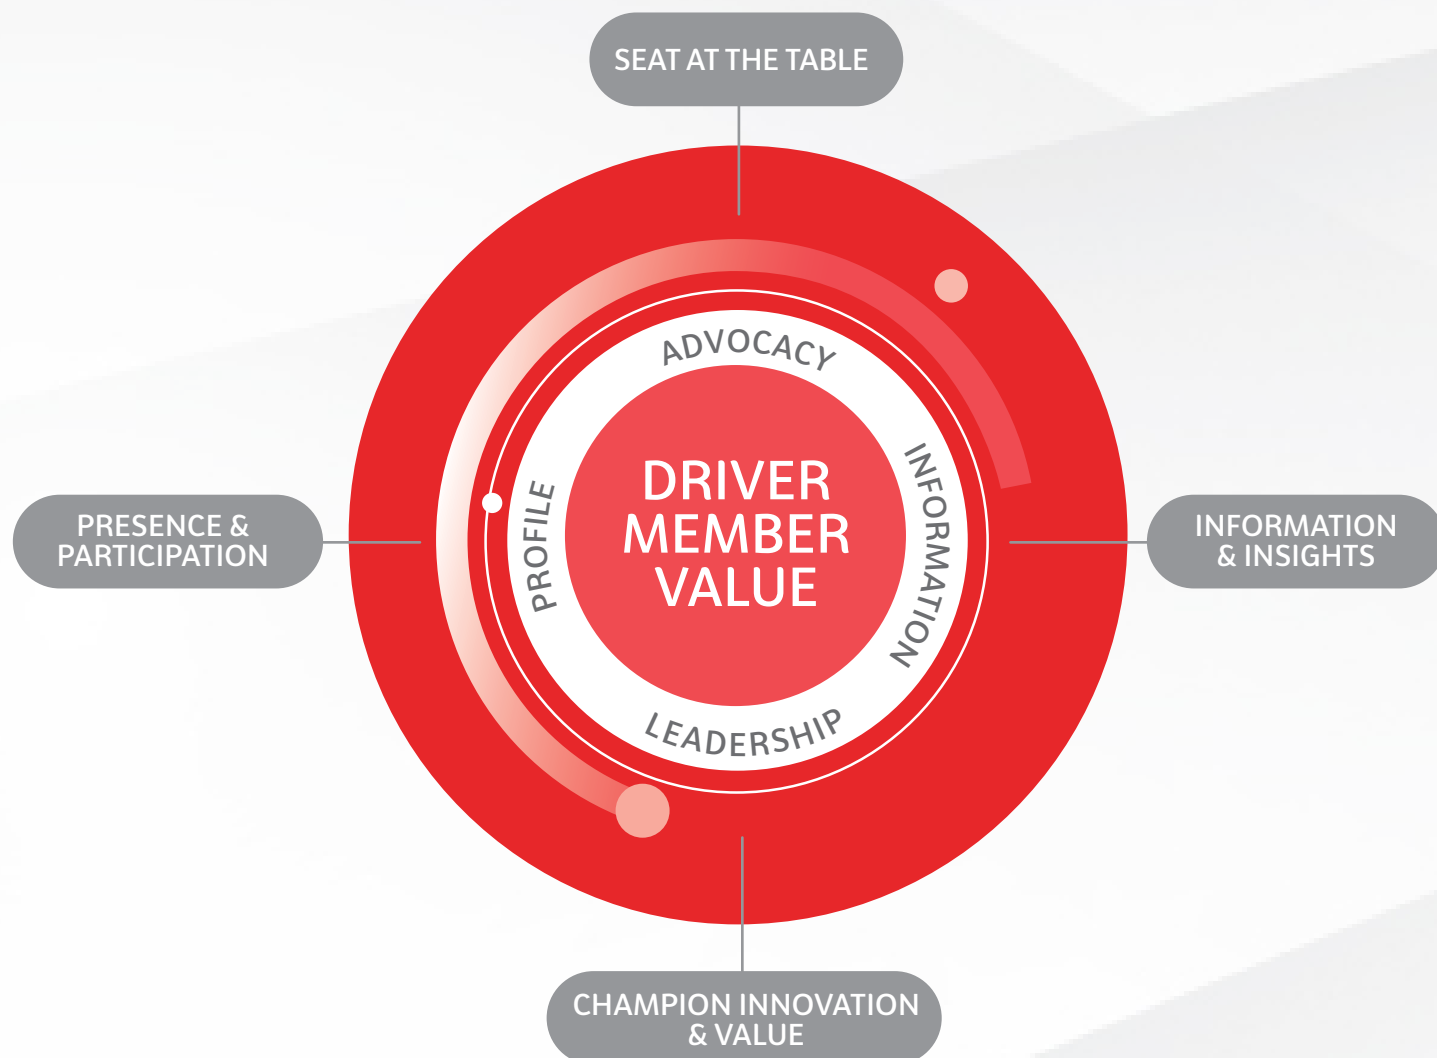 SEAT AT THE TABLE
ADVOCACY
INFORMATION
LEADERSHIP
PROFILE
DRIVER
MEMBER
VALUE
PRESENCE &
PARTICIPATION
INFORMATION
& INSIGHTS
CHAMPION INNOVATION
& VALUE